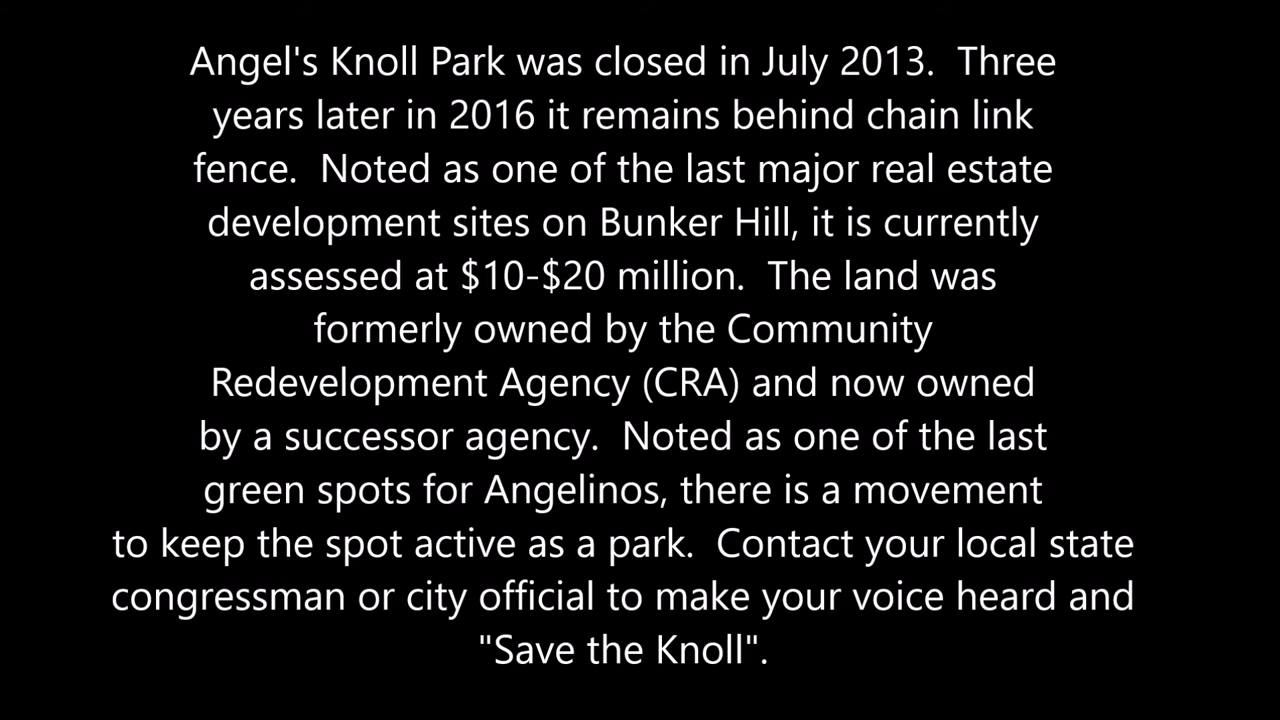 Angel's Knoll Park was closed in July 2013.  Three
years later in 2016 it remains behind chain link
fence.  Noted as one of the last major real estate
development sites on Bunker Hill, it is currently
assessed at $10-$20 million.  The land was
formerly owned by the Community
Redevelopment Agency (CRA) and now owned
by a successor agency.  Noted as one of the last
green spots for Angelinos, there is a movement
to keep the spot active as a park.  Contact your local state
congressman or city official to make your voice heard and
"Save the Knoll".